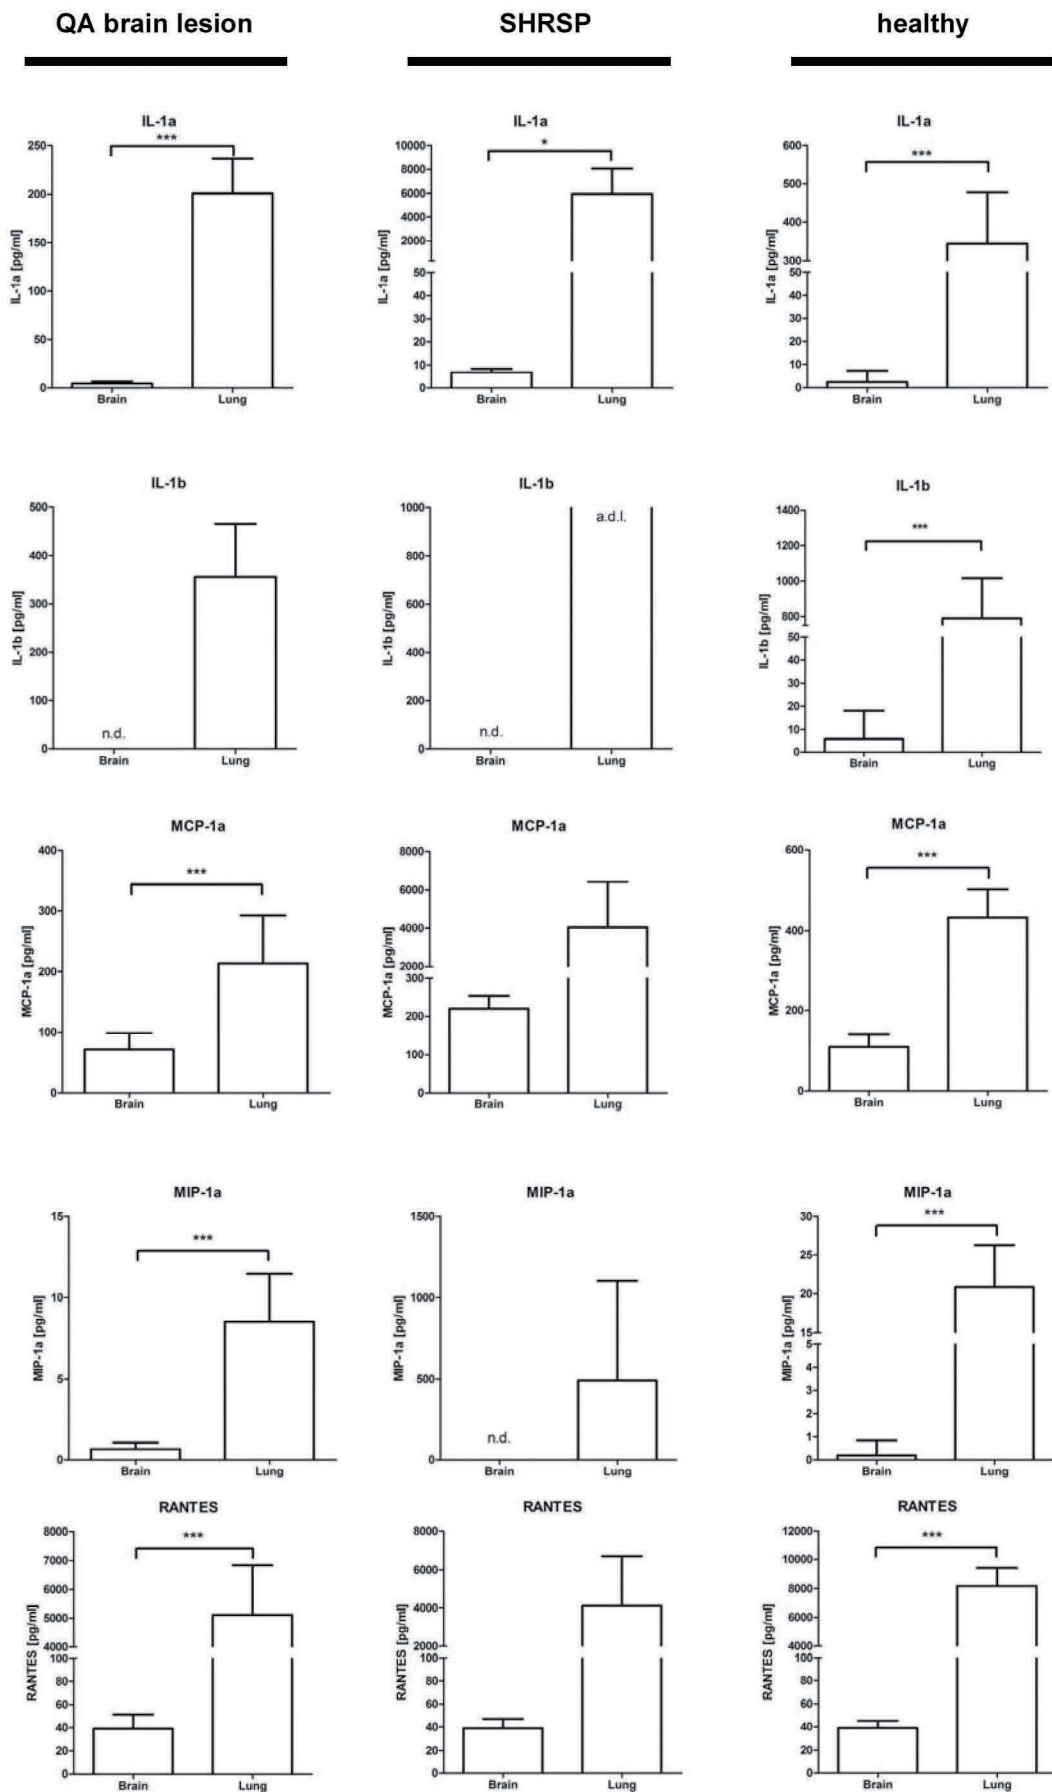 QA brain lesion
SHRSP
healthy
IL-1a
***
250
200
150
100
50
0
IL-1a [pg/ml]
Brain
Lung
IL-1a
*
10000
8000
6000
4000
2000
50
40
30
20
10
0
IL-1a [pg/ml]
Brain
Lung
IL-1a
***
600
500
400
300
50
40
30
20
10
0
IL-1a [pg/ml]
Brain
Lung
IL-1b
500
400
300
200
100
0
IL-1b [pg/ml]
n.d.
Brain
Lung
IL-1b
1000
800
600
400
200
0
IL-1b [pg/ml]
a.d.l.
n.d.
Brain
Lung
IL-1b
***
1400
1200
1000
800
50
40
30
20
10
0
IL-1b [pg/ml]
Brain
Lung
MCP-1a
***
400
300
200
100
0
MCP-1a [pg/ml]
Brain
Lung
MCP-1a
8000
6000
4000
2000
300
200
100
0
MCP-1a [pg/ml]
Brain
Lung
MCP-1a
***
600
400
200
0
MCP-1a [pg/ml]
Brain
Lung
MIP-1a
***
15
10
5
0
MIP-1a [pg/ml]
Brain
Lung
MIP-1a
1500
1000
500
0
MIP-1a [pg/ml]
n.d.
Brain
Lung
MIP-1a
***
30
25
20
15
5
4
3
2
1
0
MIP-1a [pg/ml]
Brain
Lung
RANTES
***
8000
7000
6000
5000
4000
100
80
60
40
20
0
RANTES [pg/ml]
Brain
Lung
RANTES
8000
6000
4000
2000
100
80
60
40
20
0
RANTES [pg/ml]
Brain
Lung
RANTES
***
12000
10000
8000
6000
4000
100
80
60
40
20
0
RANTES [pg/ml]
Brain
Lung